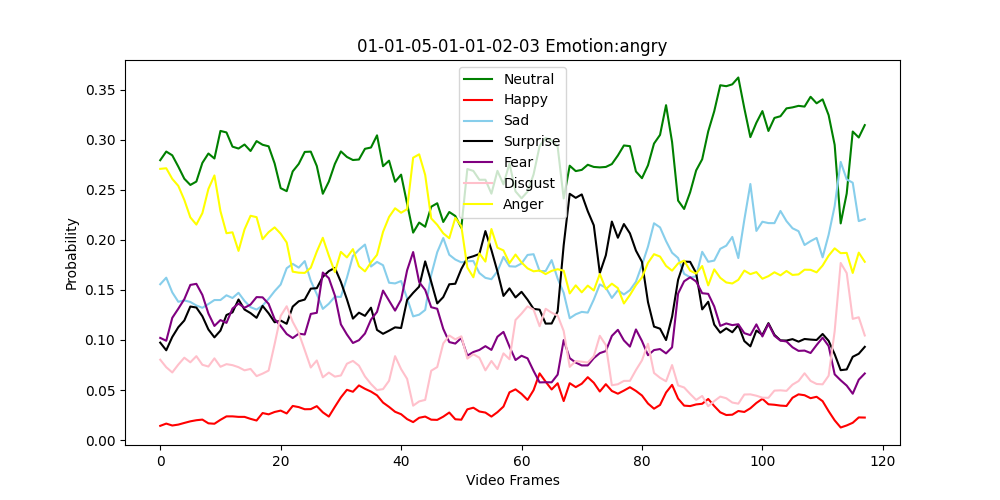 01-01-05-01-01-02-03 Emotion:angry
Neutral
Happy
Sad
Surprise
Fear
Disgust
Anger
Probability
0.35
0.30
0.25
0.20
0.15
0.10
0.05
0.00
0 20 40 60 80 100 120
Video Frames